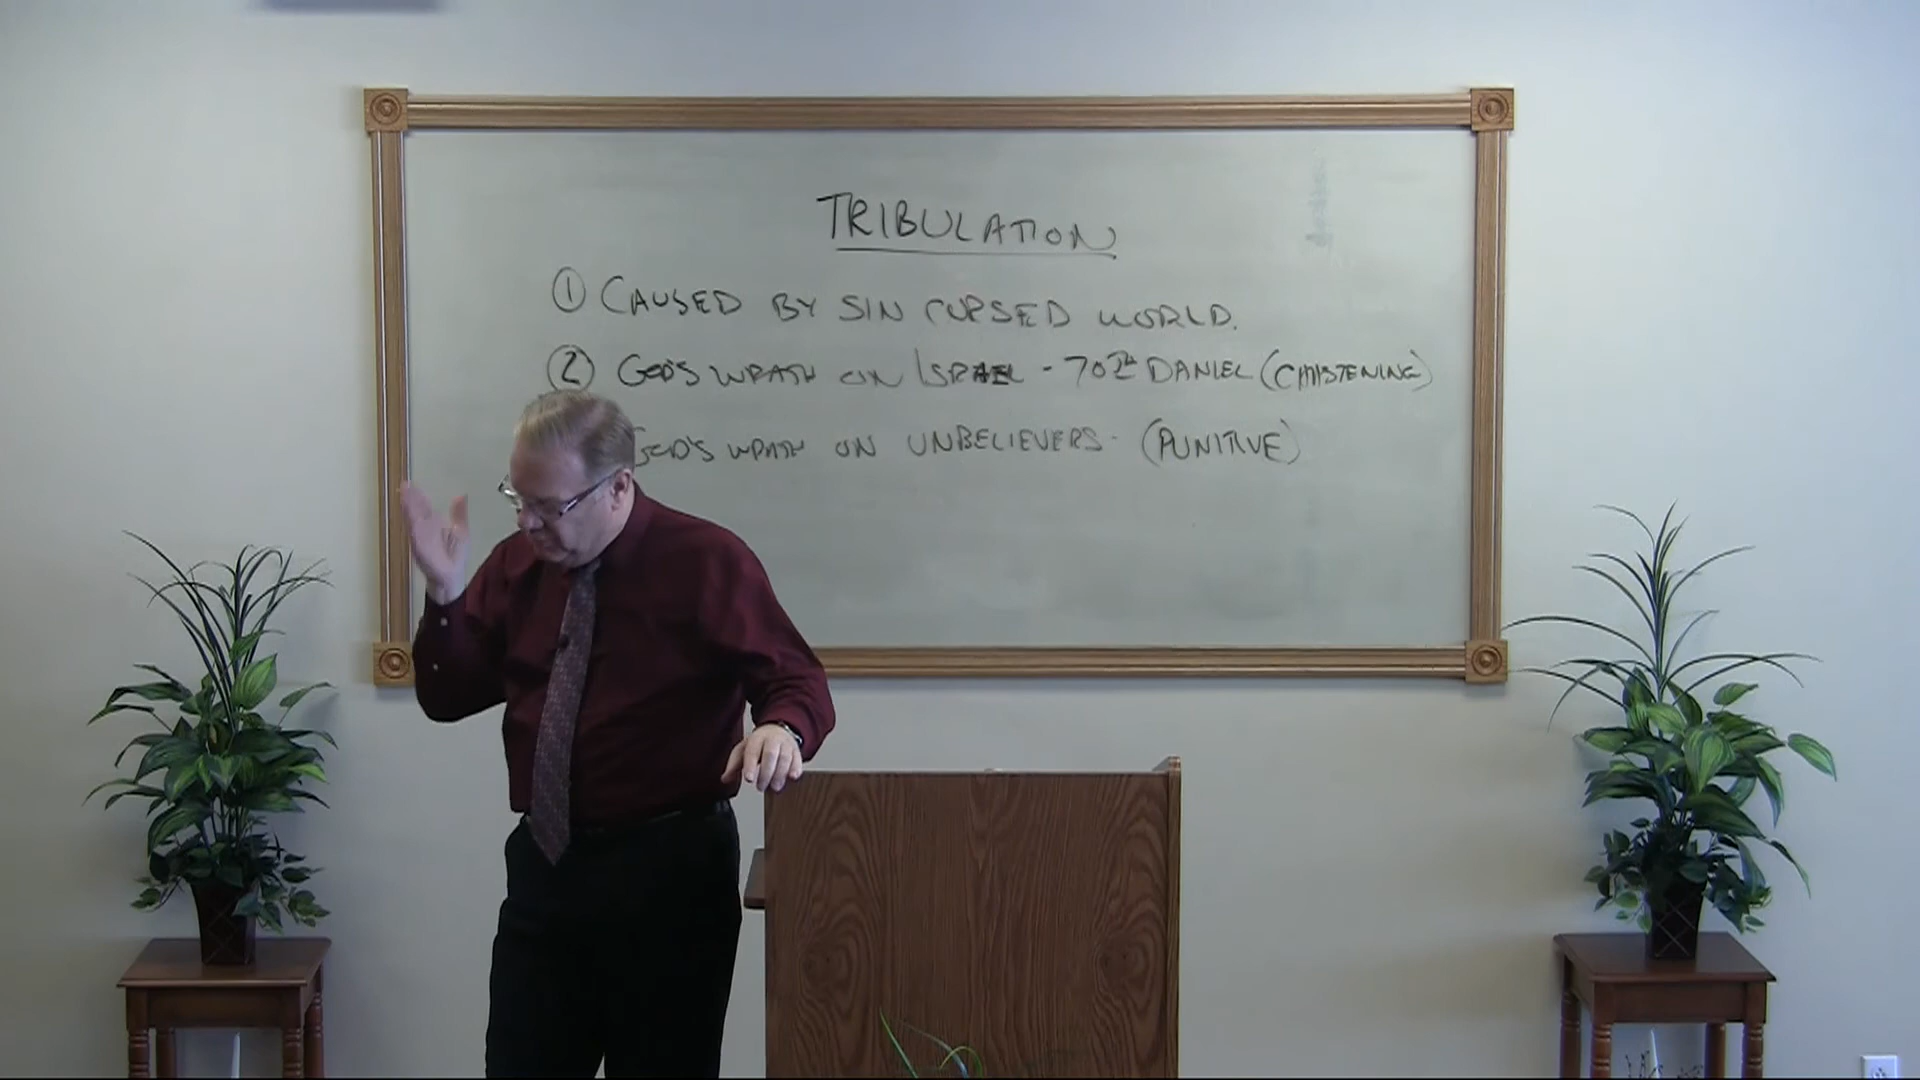 TRIBULATION
① CAUSED BY SIN CURSED WORLD.
② GOD'S WRATH ON ISRAEL - 70TH DANIEL (CHISTENING)
GOD'S WRATH ON UNBELIEVERS - (PUNITIVE)